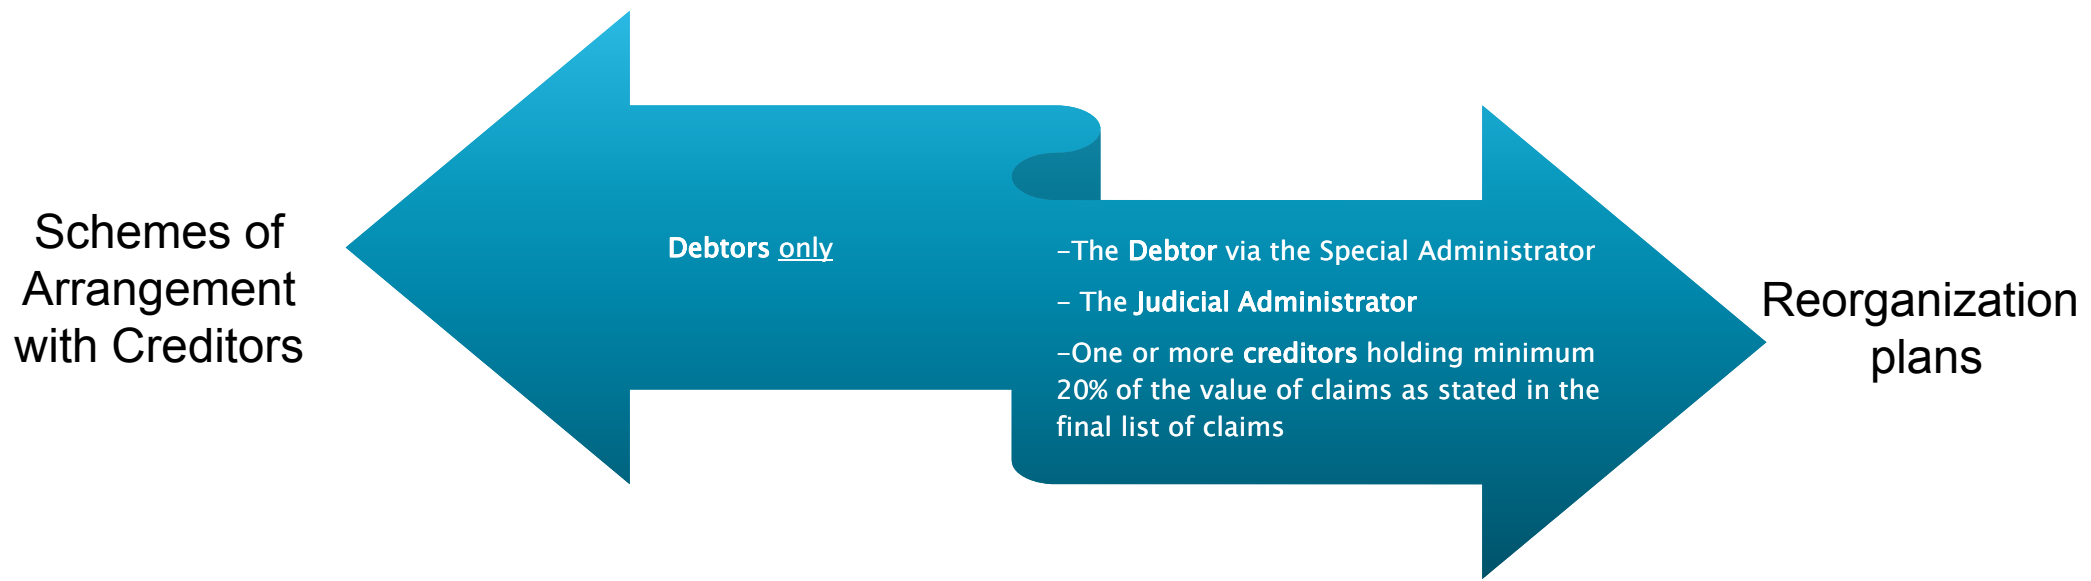 Schemes of
Arrangement
with Creditors
Debtors only
-The Debtor via the Special Administrator
- The Judicial Administrator
-One or more creditors holding minimum
20% of the value of claims as stated in the
final list of claims
Reorganization
plans